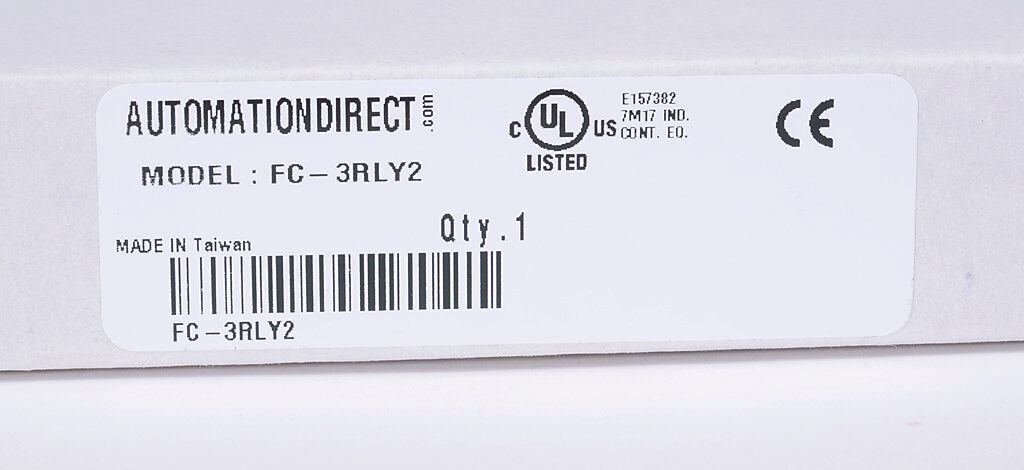 AUTOMATIONDIRECT.com
MODEL : FC-3RLY2
C UL US
LISTED
E157382
7M17 IND.
CONT. EQ.
CE
Qty.1
MADE IN Taiwan
FC-3RLY2